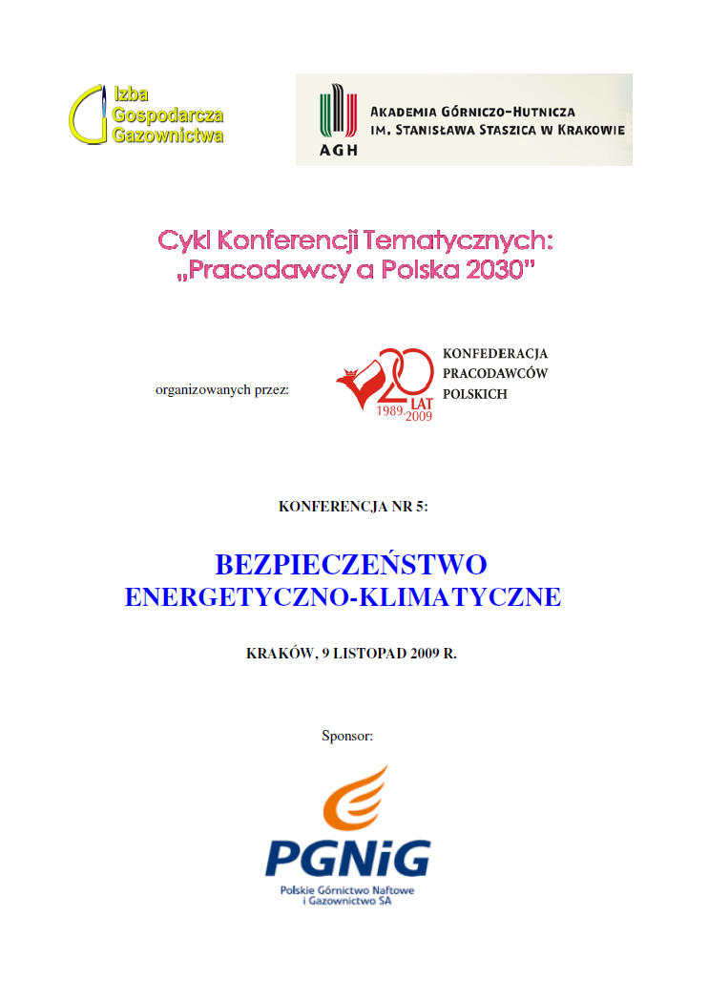 Izba
Gospodarcza
Gazownictwa
AKADEMIA GÓRNICZO-HUTNICZA
IM. STANISŁAWA STASZICA W KRAKOWIE
AGH
Cykl Konferencji Tematycznych:
„Pracodawcy a Polska 2030”
organizowanych przez:
20
LAT
1989-2009
KONFEDERACJA
PRACODAWCÓW
POLSKICH
KONFERENCJA NR 5:
BEZPIECZEŃSTWO
ENERGETYCZNO-KLIMATYCZNE
KRAKÓW, 9 LISTOPAD 2009 R.
Sponsor:
PGNiG
Polskie Górnictwo Naftowe
i Gazownictwo SA